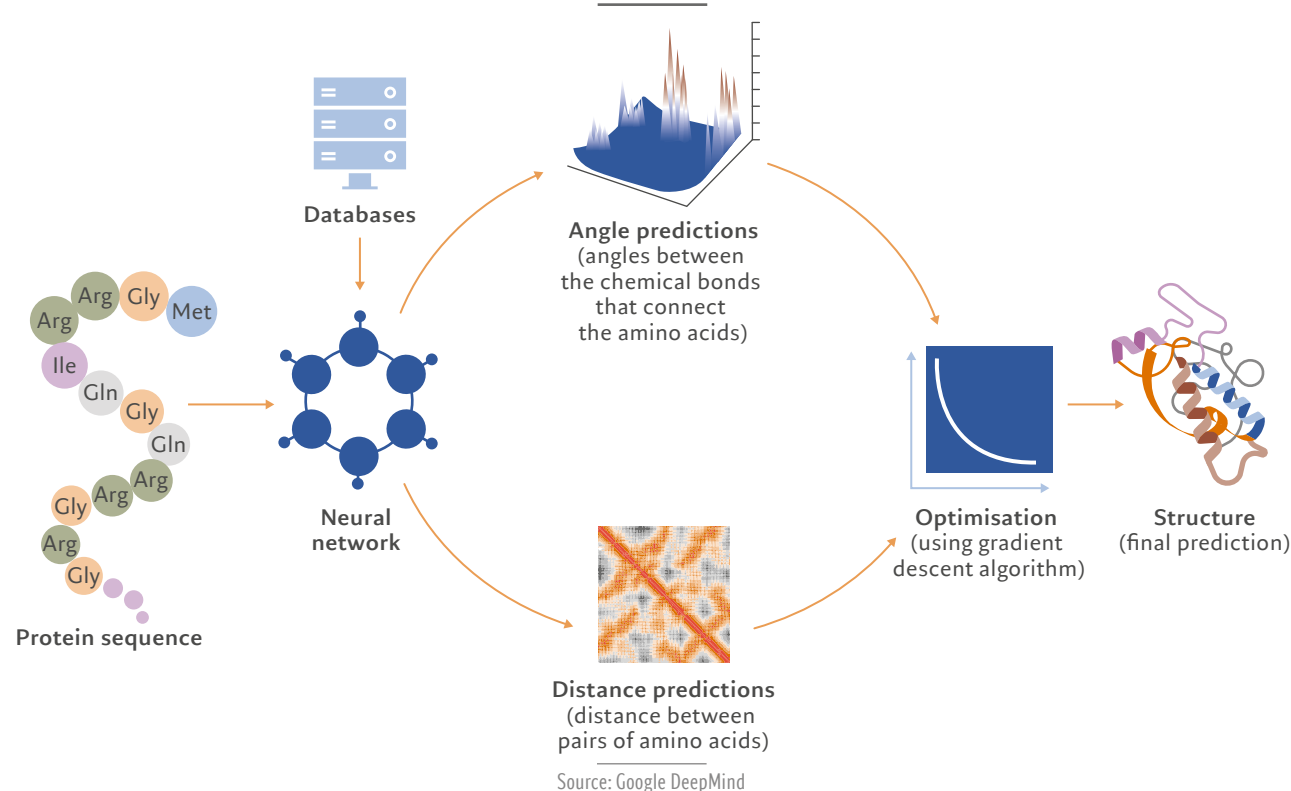 Databases
Angle predictions
(angles between
the chemical bonds
that connect
the amino acids)
Met
Gly
Arg
Arg
Ile
Gln
Gly
Gln
Arg
Arg
Gly
Arg
Gly
Protein sequence
Neural
network
Distance predictions
(distance between
pairs of amino acids)
Optimisation
(using gradient
descent algorithm)
Structure
(final prediction)
Source: Google DeepMind